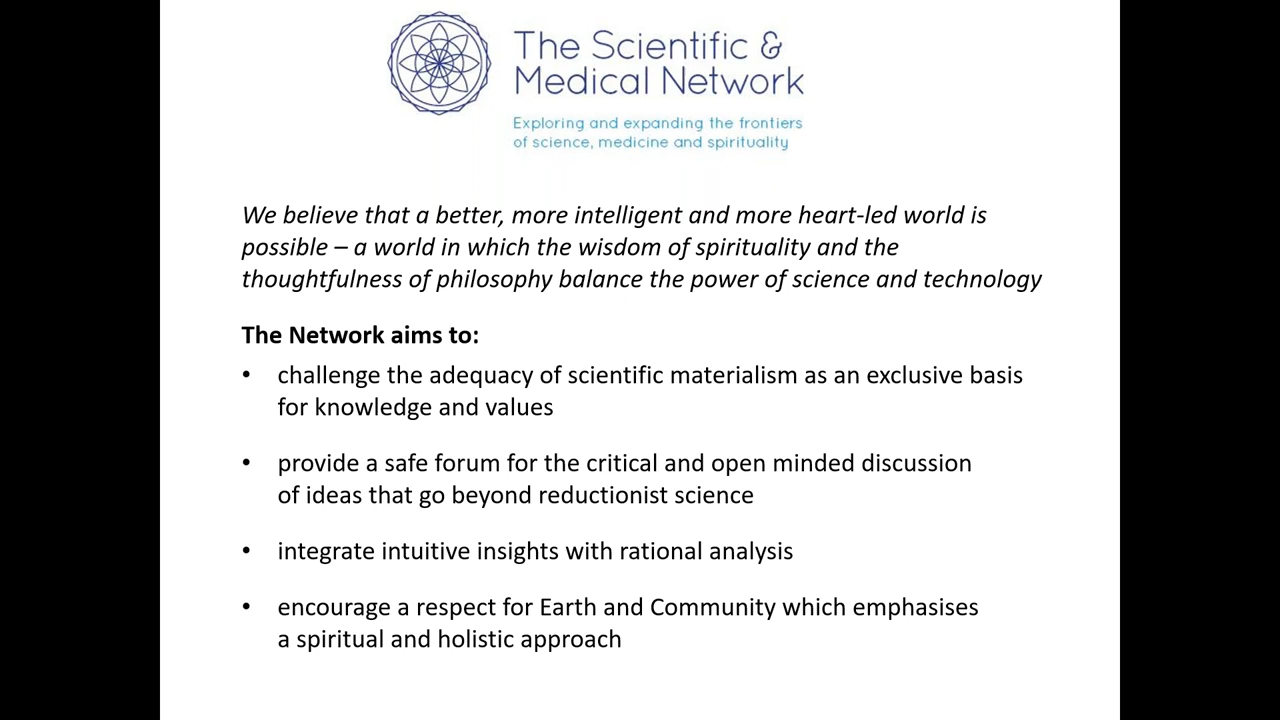 The Scientific &
Medical Network
Exploring and expanding the frontiers
of science, medicine and spirituality
We believe that a better, more intelligent and more heart-led world is
possible – a world in which the wisdom of spirituality and the
thoughtfulness of philosophy balance the power of science and technology
The Network aims to:
• challenge the adequacy of scientific materialism as an exclusive basis
for knowledge and values
• provide a safe forum for the critical and open minded discussion
of ideas that go beyond reductionist science
• integrate intuitive insights with rational analysis
• encourage a respect for Earth and Community which emphasises
a spiritual and holistic approach